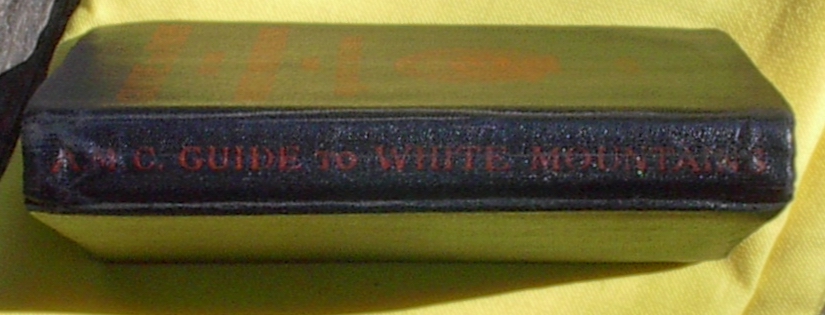 A.M.C. GUIDE TO WHITE MOUNTAINS